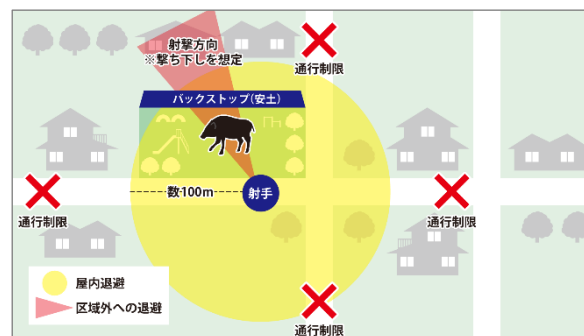 射撃方向
※撃ち下しを想定
通行制限
バックストップ(安土)
数100m
射手
通行制限
通行制限
屋内退避
区域外への退避
通行制限